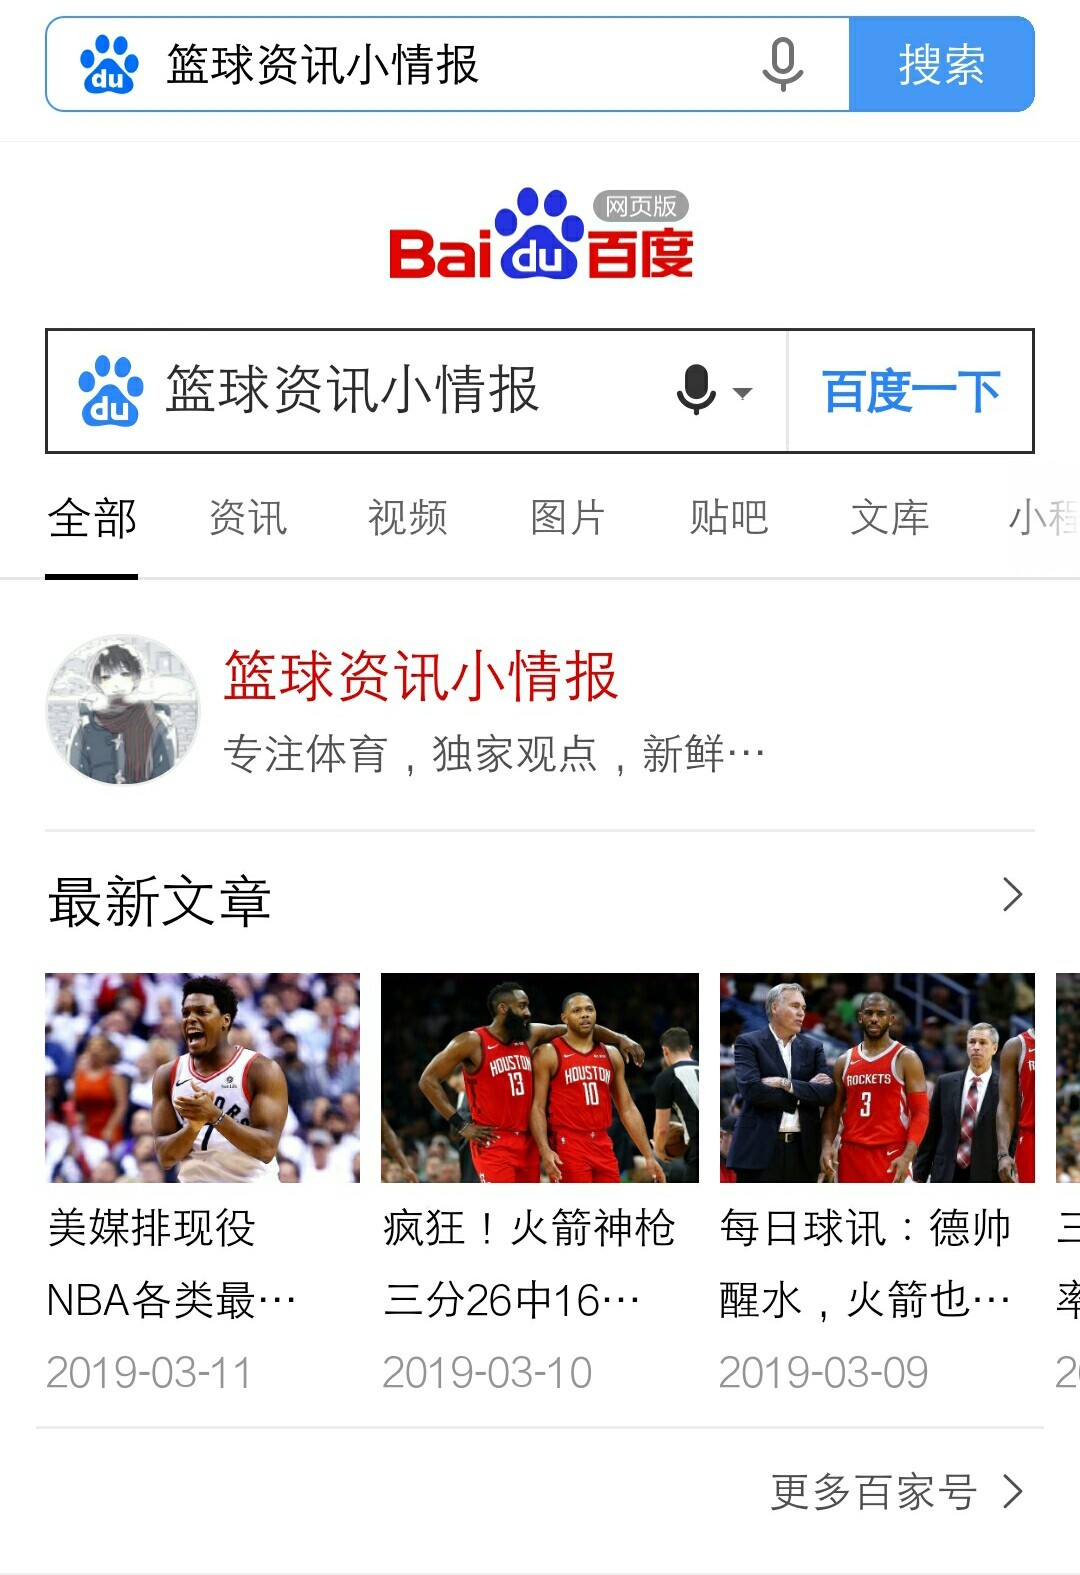 du 篮球资讯小情报 搜索
Baidu百度 网页版
du 篮球资讯小情报 百度一下
全部 资讯 视频 图片 贴吧 文库 小程
篮球资讯小情报
专注体育，独家观点，新鲜…
最新文章
HOUSTON
13
HOUSTON
10
ROCKETS
3
美媒排现役
NBA各类最…
2019-03-11
疯狂！火箭神枪
三分26中16…
2019-03-10
每日球讯：德帅
醒水，火箭也…
2019-03-09
更多百家号